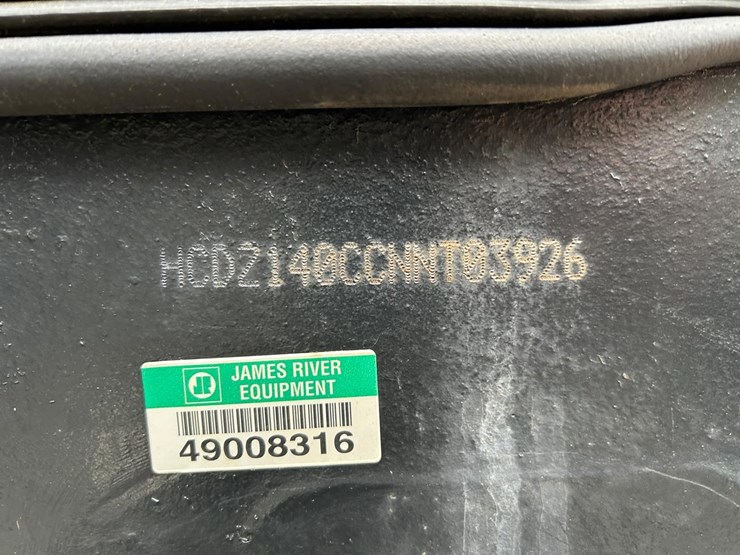 HCD2140CCNNT03926
JAMES RIVER
EQUIPMENT
49008316